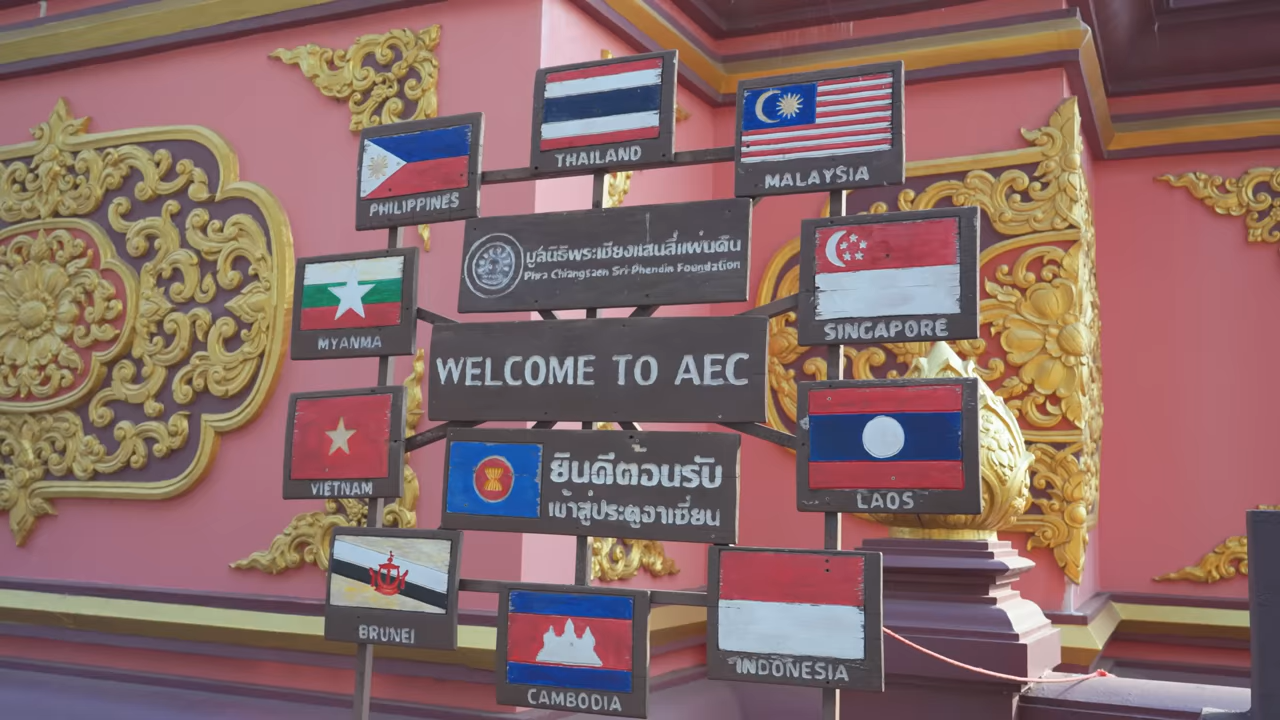 THAILAND
MALAYSIA
PHILIPPINES
มูลนิธิพระเชียงแสนสี่แผ่นดิน
Phra Chiangsaen Sri-Phendin Foundation
SINGAPORE
MYANMA
WELCOME TO AEC
VIETNAM
LAOS
ยินดีต้อนรับ
เข้าสู่ประตูอาเซี่ยน
BRUNEI
INDONESIA
CAMBODIA